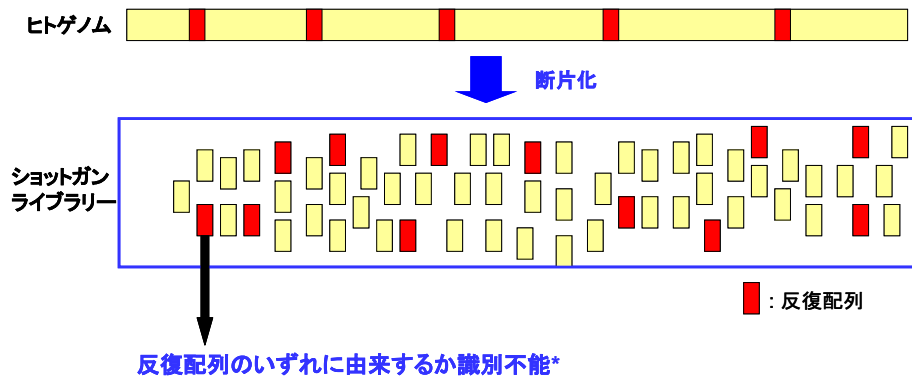 ヒトゲノム
断片化
ショットガン
ライブラリー
: 反復配列
反復配列のいずれに由来するか識別不能*